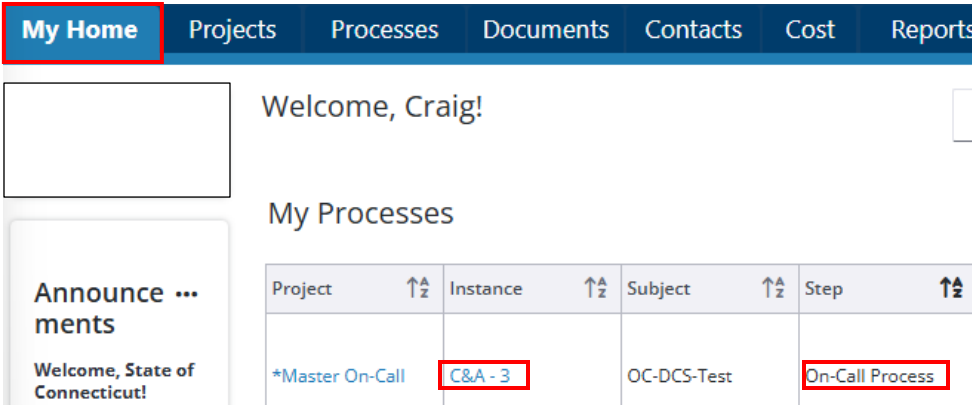 My Home Projects Processes Documents Contacts Cost Reports
Welcome, Craig!
My Processes
Announce ...
ments
Welcome, State of
Connecticut!
Project Instance Subject Step
*Master On-Call C&A - 3 OC-DCS-Test On-Call Process